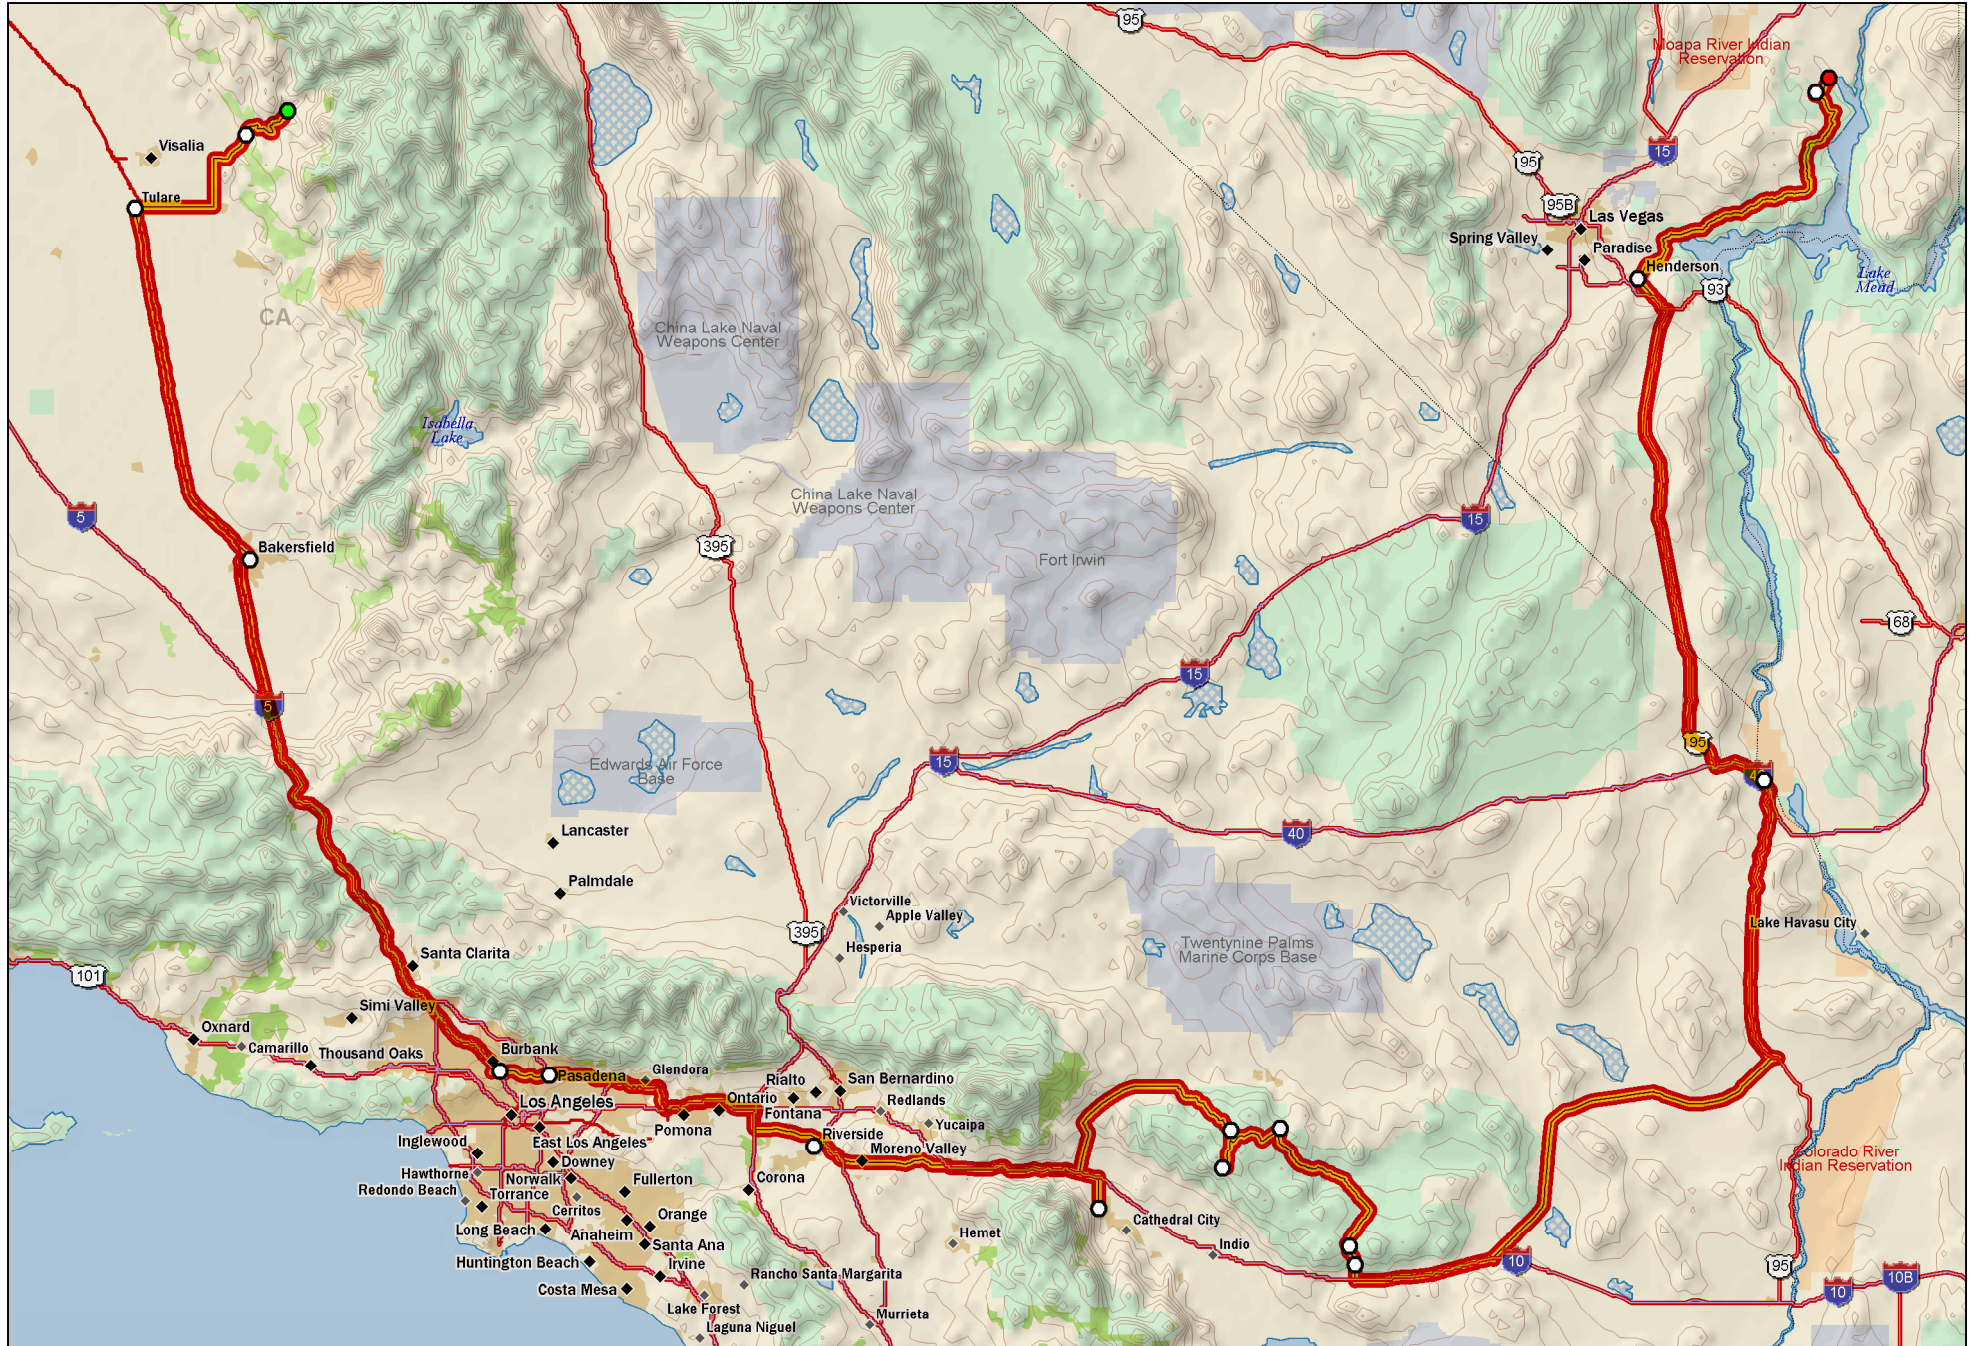 95
Moapa River Indian
Reservation
Visalia
15
95
Tulare
95B
Las Vegas
Spring Valley
Paradise
Henderson
Lake
Mead
93
CA
China Lake Naval
Weapons Center
Isabella
Lake
China Lake Naval
Weapons Center
5
15
Bakersfield
395
Fort Irwin
68
15
5
95
15
Edwards Air Force
Base
4
40
Lancaster
Palmdale
Victorville
Apple Valley
395
Hesperia
Lake Havasu City
Twentynine Palms
Marine Corps Base
Santa Clarita
101
Simi Valley
Oxnard
Camarillo
Thousand Oaks
Burbank
Pasadena
Glendora
Rialto
San Bernardino
Los Angeles
Ontario
Fontana
Redlands
Pomona
Yucaipa
Inglewood
East Los Angeles
Riverside
Moreno Valley
Downey
Hawthorne
Norwalk
Fullerton
Corona
Colorado River
Indian Reservation
Redondo Beach
Torrance
Cerritos
Orange
Long Beach
Anaheim
Santa Ana
Cathedral City
Hemet
Indio
Huntington Beach
Irvine
Costa Mesa
Rancho Santa Margarita
10
95
10
10B
Lake Forest
Laguna Niguel
Murrieta